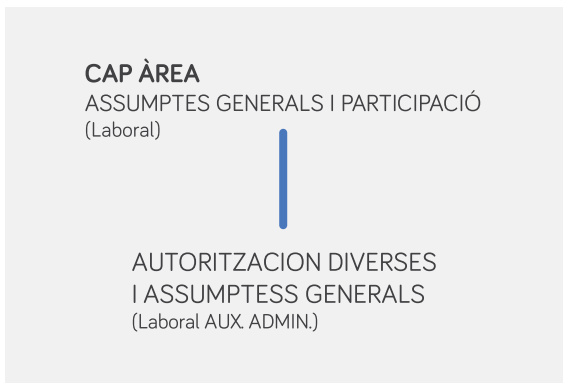 CAP ÀREA
ASSUMPTES GENERALS I PARTICIPACIÓ
(Laboral)
AUTORITZACION DIVERSES
I ASSUMPTESS GENERALS
(Laboral AUX. ADMIN.)